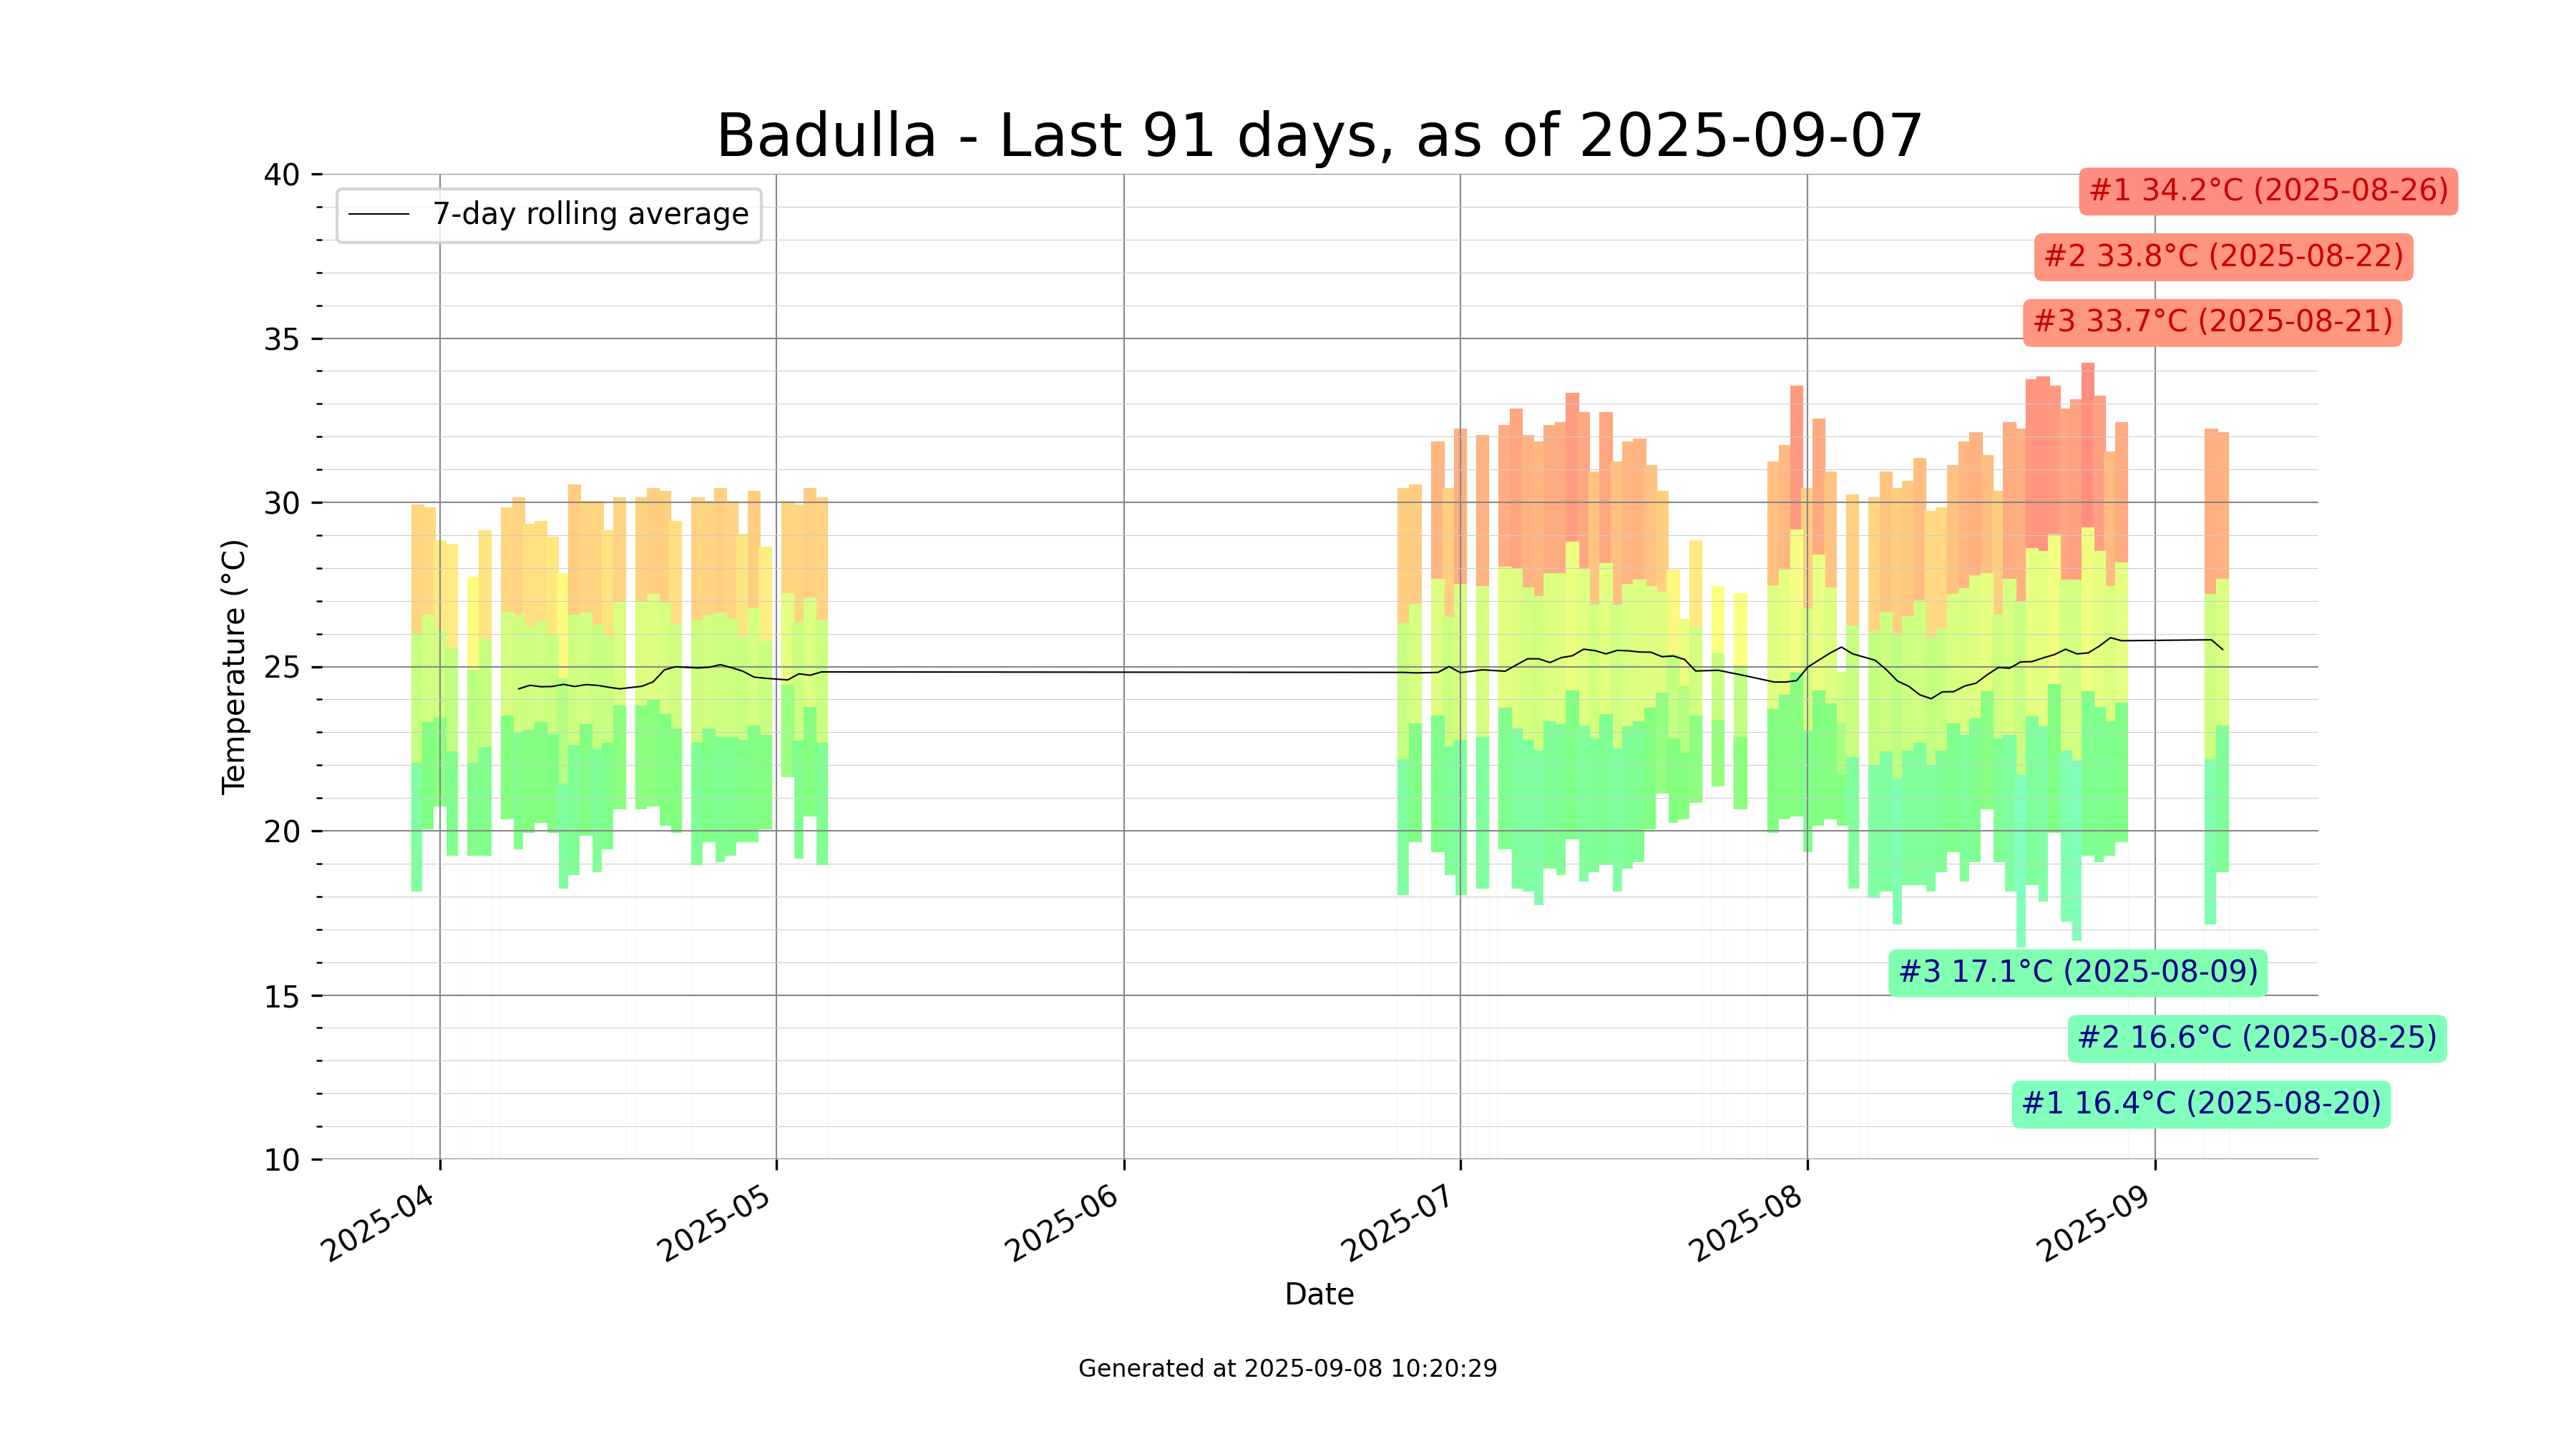 Badulla - Last 91 days, as of 2025-09-07
7-day rolling average
#1 34.2°C (2025-08-26)
#2 33.8°C (2025-08-22)
#3 33.7°C (2025-08-21)
#3 17.1°C (2025-08-09)
#2 16.6°C (2025-08-25)
#1 16.4°C (2025-08-20)
Temperature (°C)
40
35
30
25
20
15
10
2025-04
2025-05
2025-06
2025-07
2025-08
2025-09
Date
Generated at 2025-09-08 10:20:29